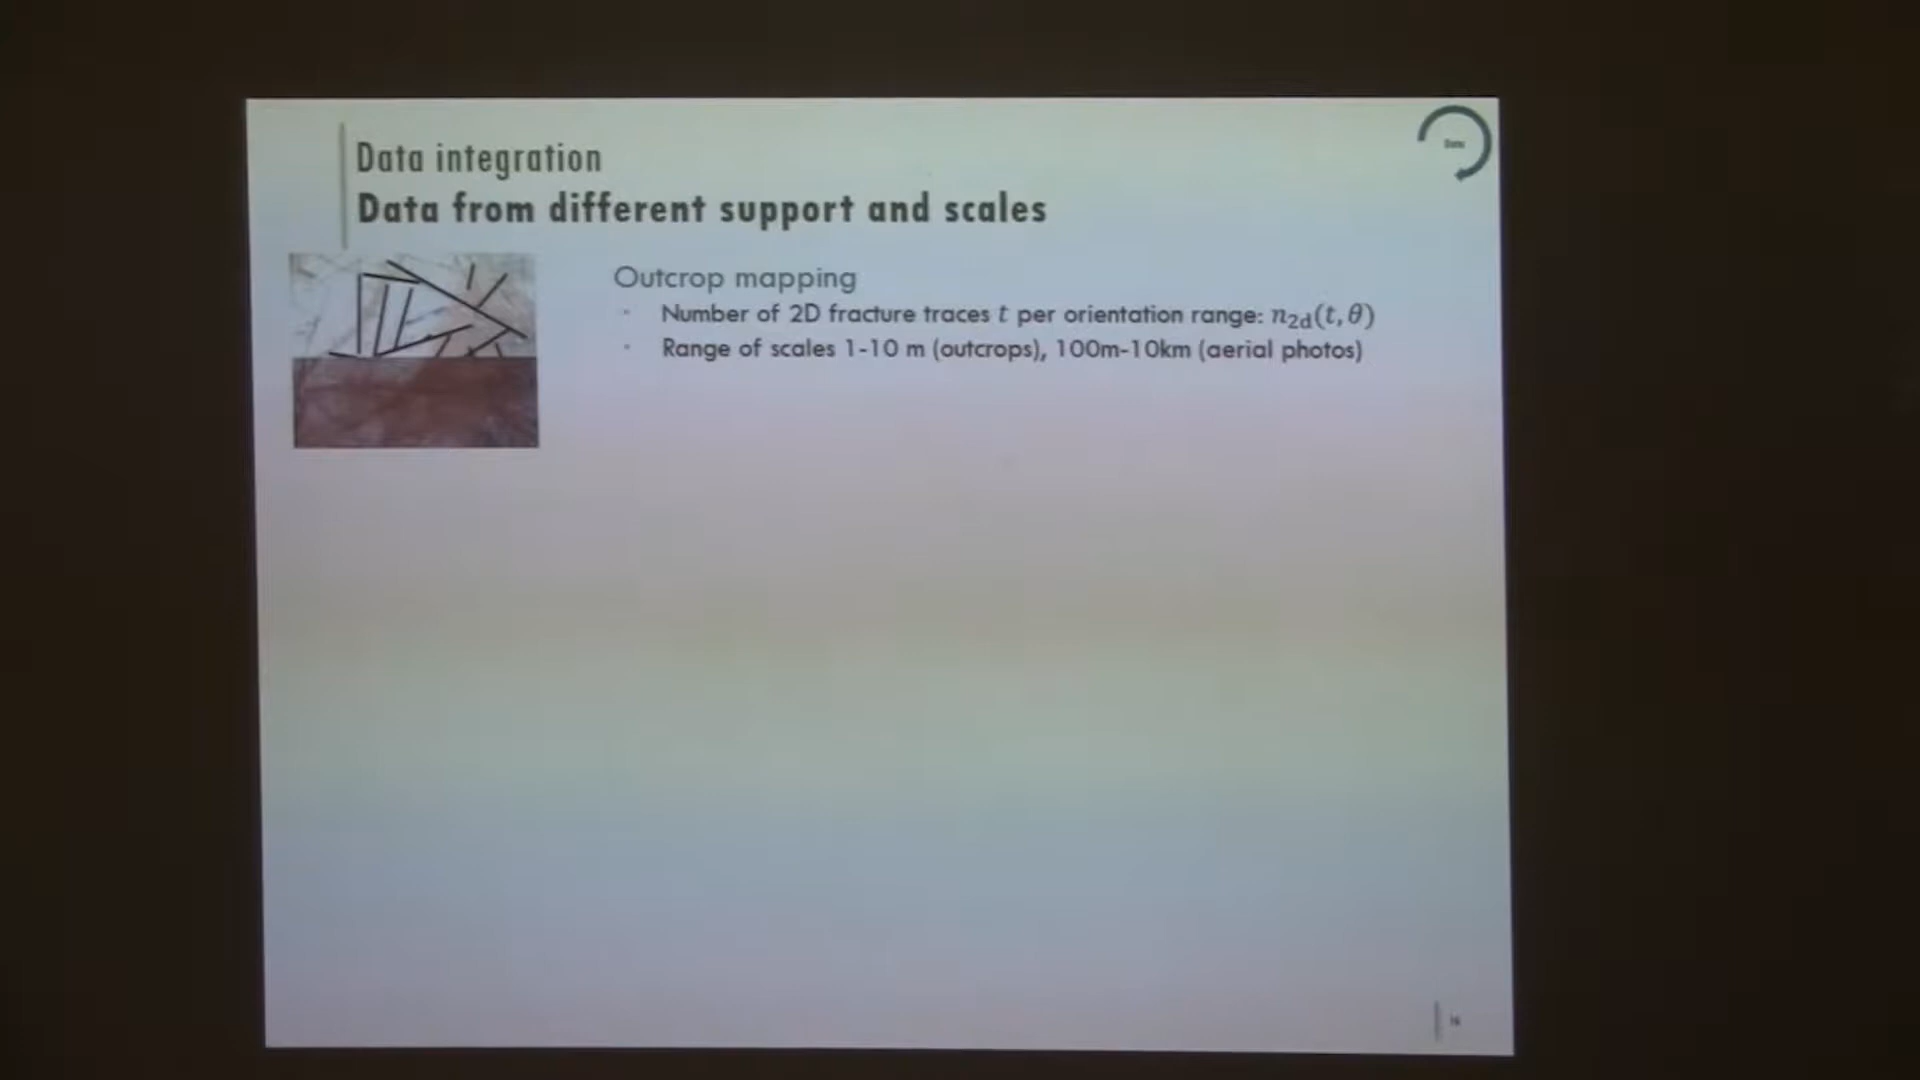 Data integration
Data from different support and scales
Data
Outcrop mapping
Number of 2D fracture traces t per orientation range: n₂d(t, θ)
Range of scales 1-10 m (outcrops), 100m-10km (aerial photos)